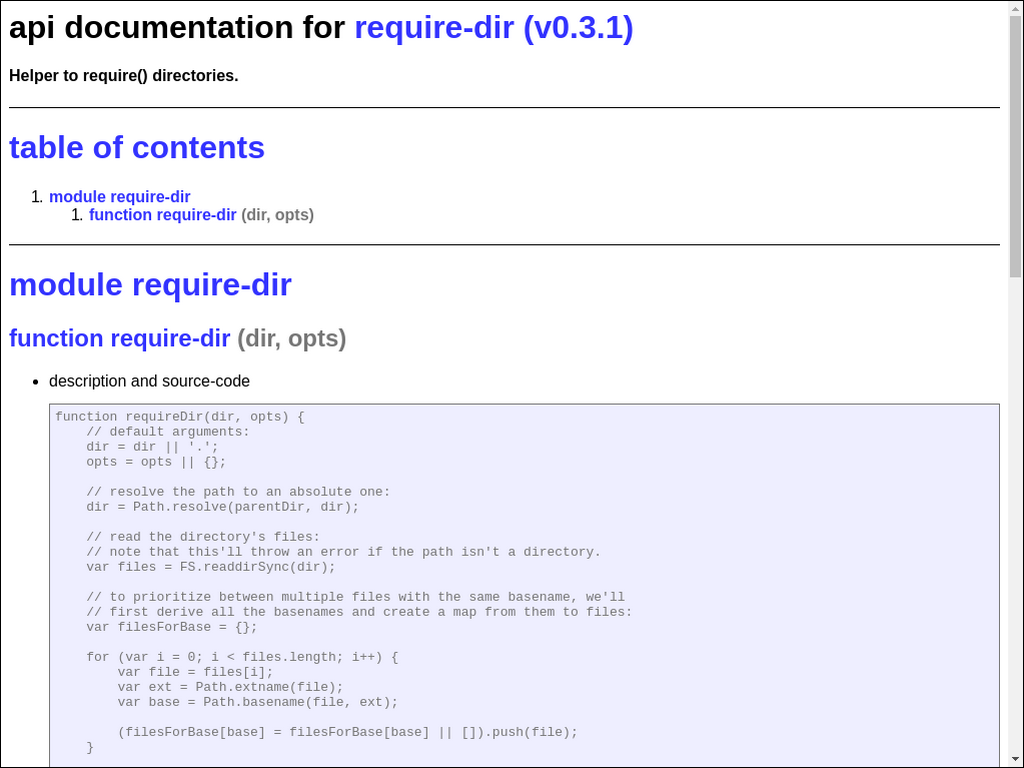 api documentation for require-dir (v0.3.1)
Helper to require() directories.
table of contents
1. module require-dir
1. function require-dir (dir, opts)
module require-dir
function require-dir (dir, opts)
• description and source-code
function requireDir(dir, opts) {
    // default arguments:
    dir = dir || '.';
    opts = opts || {};

    // resolve the path to an absolute one:
    dir = Path.resolve(parentDir, dir);

    // read the directory's files:
    // note that this'll throw an error if the path isn't a directory.
    var files = FS.readdirSync(dir);

    // to prioritize between multiple files with the same basename, we'll
    // first derive all the basenames and create a map from them to files:
    var filesForBase = {};

    for (var i = 0; i < files.length; i++) {
        var file = files[i];
        var ext = Path.extname(file);
        var base = Path.basename(file, ext);

        (filesForBase[base] = filesForBase[base] || []).push(file);
    }